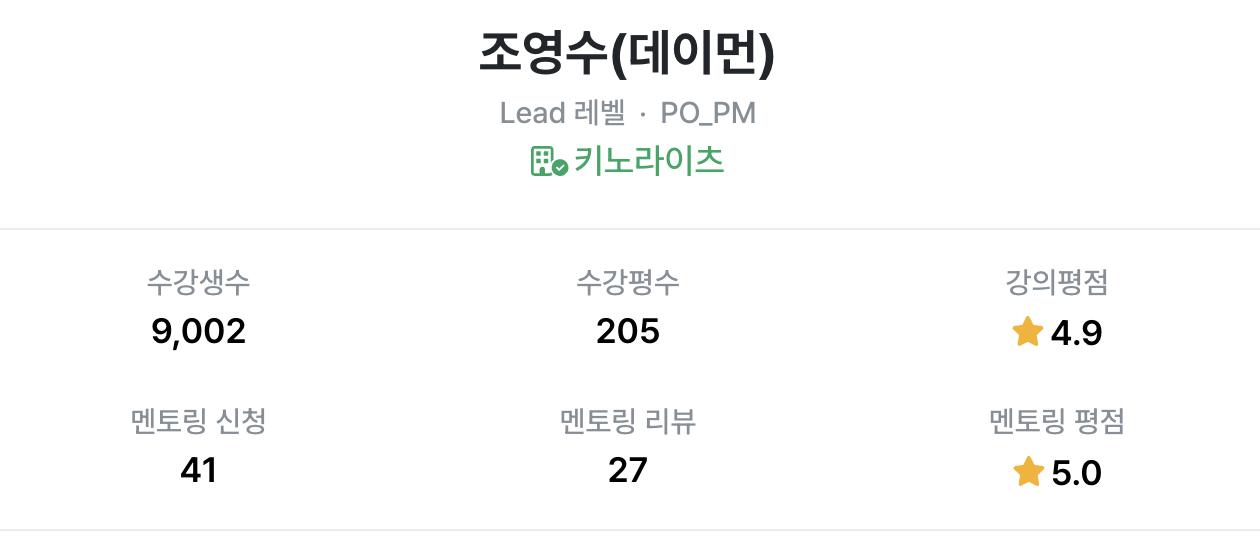 조영수(데이먼)
Lead 레벨 · PO_PM
키노라이츠
수강생수 수강평수 강의평점
9,002 205 4.9
멘토링 신청 멘토링 리뷰 멘토링 평점
41 27 5.0